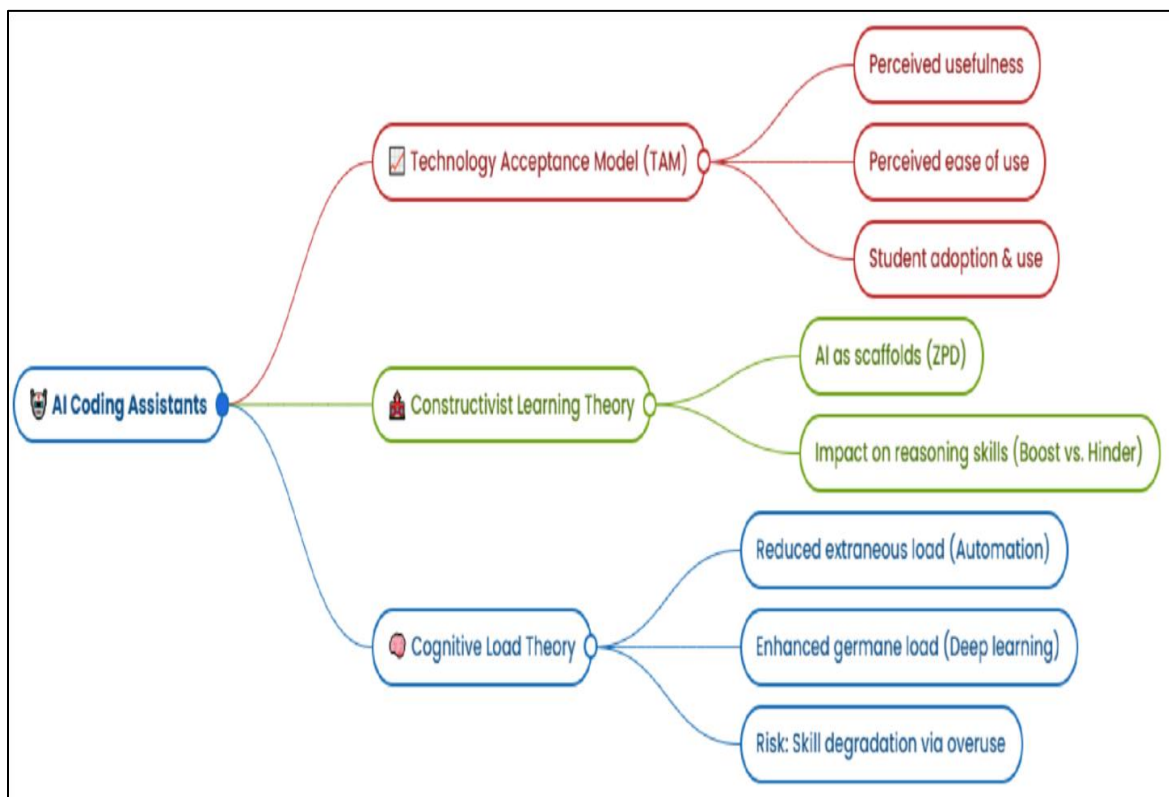 AI Coding Assistants
Technology Acceptance Model (TAM)
Perceived usefulness
Perceived ease of use
Student adoption & use
Constructivist Learning Theory
AI as scaffolds (ZPD)
Impact on reasoning skills (Boost vs. Hinder)
Cognitive Load Theory
Reduced extraneous load (Automation)
Enhanced germane load (Deep learning)
Risk: Skill degradation via overuse